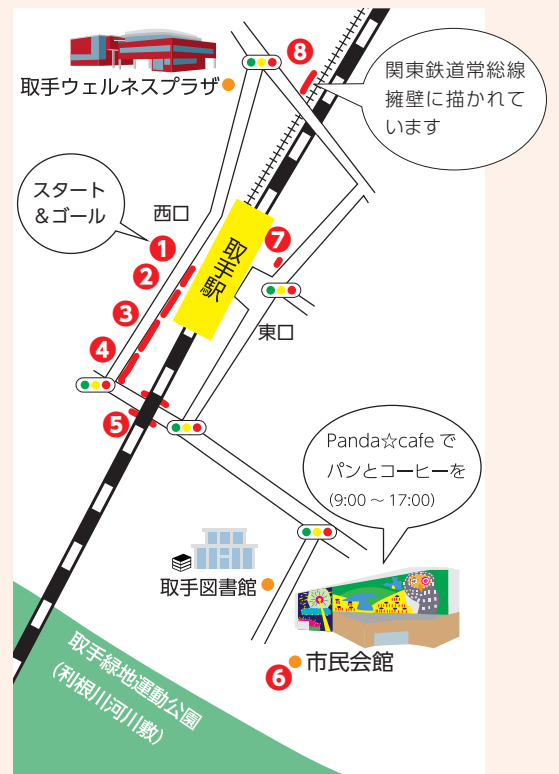 ⑧
関東鉄道常総線
擁壁に描かれて
います
取手ウェルネスプラザ
スタート
&ゴール
西口
①
②
③
④
⑤
取手駅
⑦
東口
Panda☆cafe で
パンとコーヒーを
(9:00 ~ 17:00)
取手図書館
⑥
市民会館
取手緑地運動公園
(利根川河川敷)